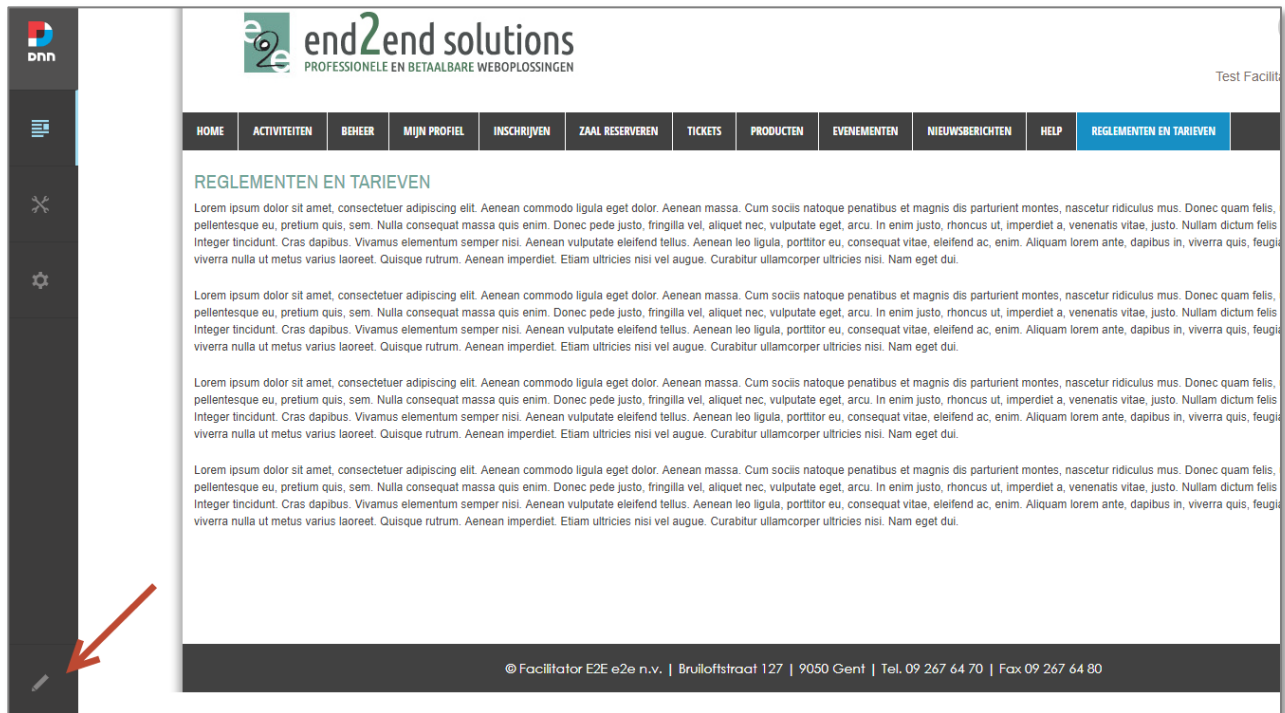 DNN
e2e
end2end solutions
PROFESSIONELE EN BETAALBARE WEBOPLOSSINGEN
Test Facilit
HOME ACTIVITEITEN BEHEER MIJN PROFIEL INSCHRIJVEN ZAAL RESERVEREN TICKETS PRODUCTEN EVENEMENTEN NIEUWSBERICHTEN HELP REGLEMENTEN EN TARIEVEN
REGLEMENTEN EN TARIEVEN
Lorem ipsum dolor sit amet, consectetuer adipiscing elit. Aenean commodo ligula eget dolor. Aenean massa. Cum sociis natoque penatibus et magnis dis parturient montes, nascetur ridiculus mus. Donec quam felis,
pellentesque eu, pretium quis, sem. Nulla consequat massa quis enim. Donec pede justo, fringilla vel, aliquet nec, vulputate eget, arcu. In enim justo, rhoncus ut, imperdiet a, venenatis vitae, justo. Nullam dictum felis
Integer tincidunt. Cras dapibus. Vivamus elementum semper nisi. Aenean vulputate eleifend tellus. Aenean leo ligula, porttitor eu, consequat vitae, eleifend ac, enim. Aliquam lorem ante, dapibus in, viverra quis, feugia
viverra nulla ut metus varius laoreet. Quisque rutrum. Aenean imperdiet. Etiam ultricies nisi vel augue. Curabitur ullamcorper ultricies nisi. Nam eget dui.
Lorem ipsum dolor sit amet, consectetuer adipiscing elit. Aenean commodo ligula eget dolor. Aenean massa. Cum sociis natoque penatibus et magnis dis parturient montes, nascetur ridiculus mus. Donec quam felis,
pellentesque eu, pretium quis, sem. Nulla consequat massa quis enim. Donec pede justo, fringilla vel, aliquet nec, vulputate eget, arcu. In enim justo, rhoncus ut, imperdiet a, venenatis vitae, justo. Nullam dictum felis
Integer tincidunt. Cras dapibus. Vivamus elementum semper nisi. Aenean vulputate eleifend tellus. Aenean leo ligula, porttitor eu, consequat vitae, eleifend ac, enim. Aliquam lorem ante, dapibus in, viverra quis, feugia
viverra nulla ut metus varius laoreet. Quisque rutrum. Aenean imperdiet. Etiam ultricies nisi vel augue. Curabitur ullamcorper ultricies nisi. Nam eget dui.
Lorem ipsum dolor sit amet, consectetuer adipiscing elit. Aenean commodo ligula eget dolor. Aenean massa. Cum sociis natoque penatibus et magnis dis parturient montes, nascetur ridiculus mus. Donec quam felis,
pellentesque eu, pretium quis, sem. Nulla consequat massa quis enim. Donec pede justo, fringilla vel, aliquet nec, vulputate eget, arcu. In enim justo, rhoncus ut, imperdiet a, venenatis vitae, justo. Nullam dictum felis
Integer tincidunt. Cras dapibus. Vivamus elementum semper nisi. Aenean vulputate eleifend tellus. Aenean leo ligula, porttitor eu, consequat vitae, eleifend ac, enim. Aliquam lorem ante, dapibus in, viverra quis, feugia
viverra nulla ut metus varius laoreet. Quisque rutrum. Aenean imperdiet. Etiam ultricies nisi vel augue. Curabitur ullamcorper ultricies nisi. Nam eget dui.
Lorem ipsum dolor sit amet, consectetuer adipiscing elit. Aenean commodo ligula eget dolor. Aenean massa. Cum sociis natoque penatibus et magnis dis parturient montes, nascetur ridiculus mus. Donec quam felis,
pellentesque eu, pretium quis, sem. Nulla consequat massa quis enim. Donec pede justo, fringilla vel, aliquet nec, vulputate eget, arcu. In enim justo, rhoncus ut, imperdiet a, venenatis vitae, justo. Nullam dictum felis
Integer tincidunt. Cras dapibus. Vivamus elementum semper nisi. Aenean vulputate eleifend tellus. Aenean leo ligula, porttitor eu, consequat vitae, eleifend ac, enim. Aliquam lorem ante, dapibus in, viverra quis, feugia
viverra nulla ut metus varius laoreet. Quisque rutrum. Aenean imperdiet. Etiam ultricies nisi vel augue. Curabitur ullamcorper ultricies nisi. Nam eget dui.
© Facilitator E2E e2e n.v. | Bruiloftstraat 127 | 9050 Gent | Tel. 09 267 64 70 | Fax 09 267 64 80